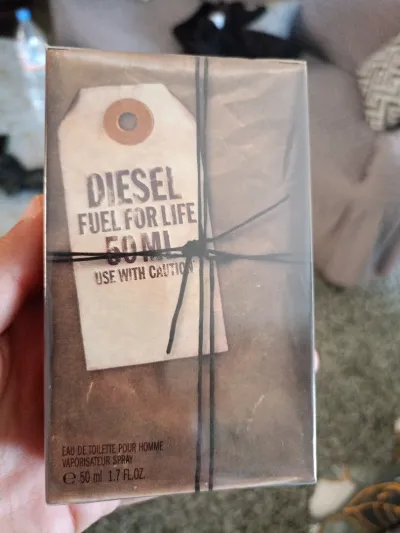 DIESEL
FUEL FOR LIFE
50 ML
USE WITH CAUTION
EAU DE TOILETTE POUR HOMME
VAPORISATEUR SPRAY
℮ 50 ml 1.7 FL.OZ.